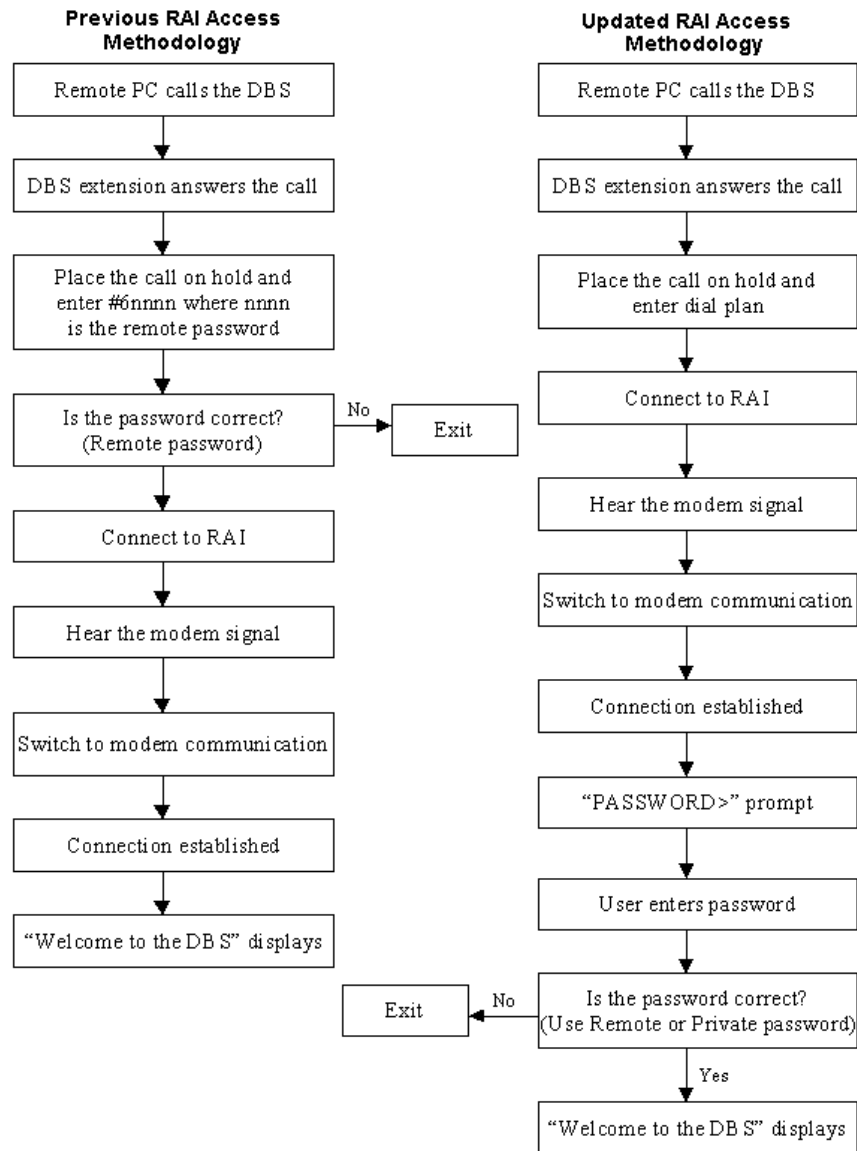 Previous RAI Access
Methodology
Remote PC calls the DBS
DBS extension answers the call
Place the call on hold and
enter #6nnnn where nnnn
is the remote password
Is the password correct?
(Remote password)
No
Exit
Connect to RAI
Hear the modem signal
Switch to modem communication
Connection established
“Welcome to the DBS” displays
Updated RAI Access
Methodology
Remote PC calls the DBS
DBS extension answers the call
Place the call on hold and
enter dial plan
Connect to RAI
Hear the modem signal
Switch to modem communication
Connection established
“PASSWORD>” prompt
User enters password
Is the password correct?
(Use Remote or Private password)
No
Exit
Yes
“Welcome to the DBS” displays